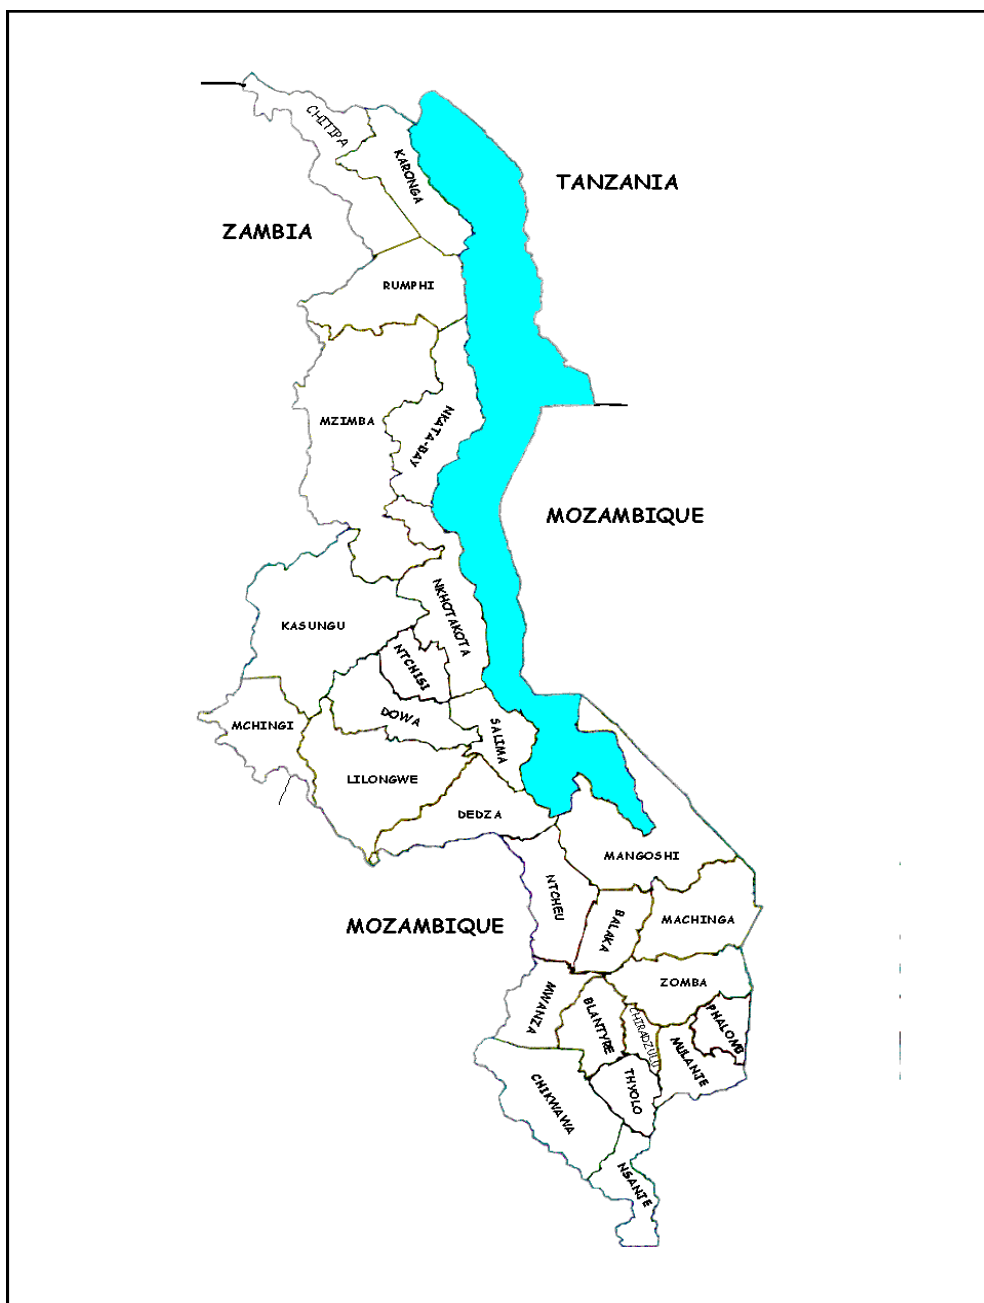 CHITIPA
KARONGA
TANZANIA
ZAMBIA
RUMPHI
MZIMBA
NKATA-BAY
MOZAMBIQUE
NKHOTAKOTA
KASUNGU
NTCHISI
MCHINGI
DOWA
SALIMA
LILONGWE
DEDZA
MANGOSHI
NTCHEU
BALAKA
MACHINGA
MOZAMBIQUE
ZOMBA
MWANZA
BLANTYRE
CHIRADZULU
PHALOMB
MULANJE
THYOLO
CHIKWAWA
NSANJE